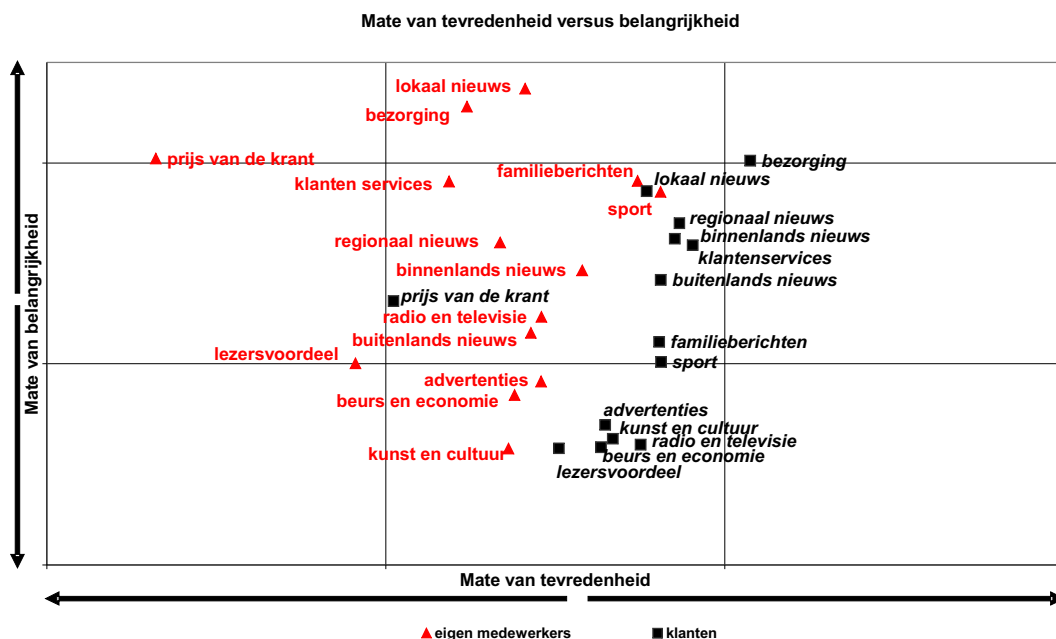 Mate van tevredenheid versus belangrijkheid
Mate van belangrijkheid
lokaal nieuws
bezorging
prijs van de krant
bezorging
familieberichten
klanten services
lokaal nieuws
sport
regionaal nieuws
binnenlands nieuws
regionaal nieuws
klantenservices
binnenlands nieuws
buitenlands nieuws
prijs van de krant
radio en televisie
buitenlands nieuws
familieberichten
lezersvoordeel
sport
advertenties
beurs en economie
advertenties
kunst en cultuur
radio en televisie
kunst en cultuur
beurs en economie
lezersvoordeel
Mate van tevredenheid
eigen medewerkers
klanten